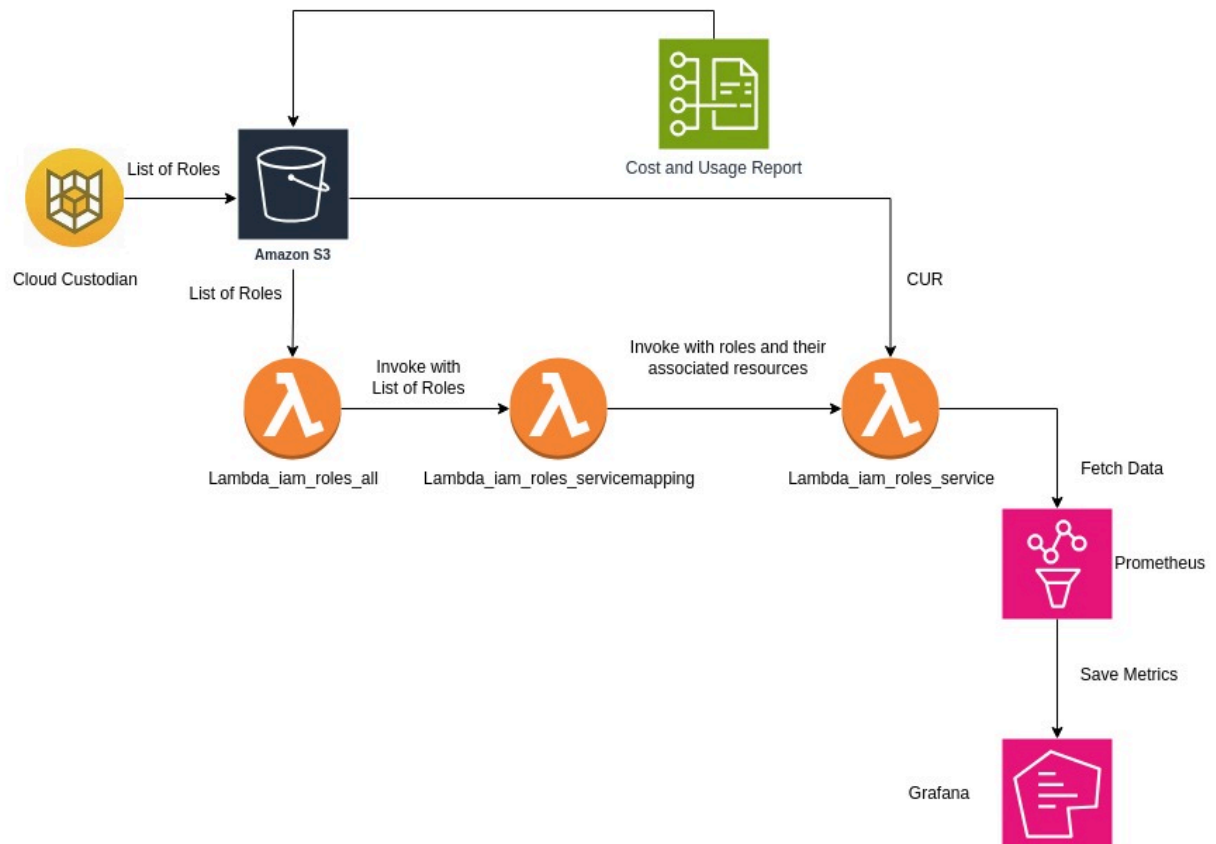 Cost and Usage Report
List of Roles
Amazon S3
Cloud Custodian
List of Roles
CUR
Invoke with
List of Roles
Invoke with roles and their
associated resources
Lambda_iam_roles_all
Lambda_iam_roles_servicemapping
Lambda_iam_roles_service
Fetch Data
Prometheus
Save Metrics
Grafana